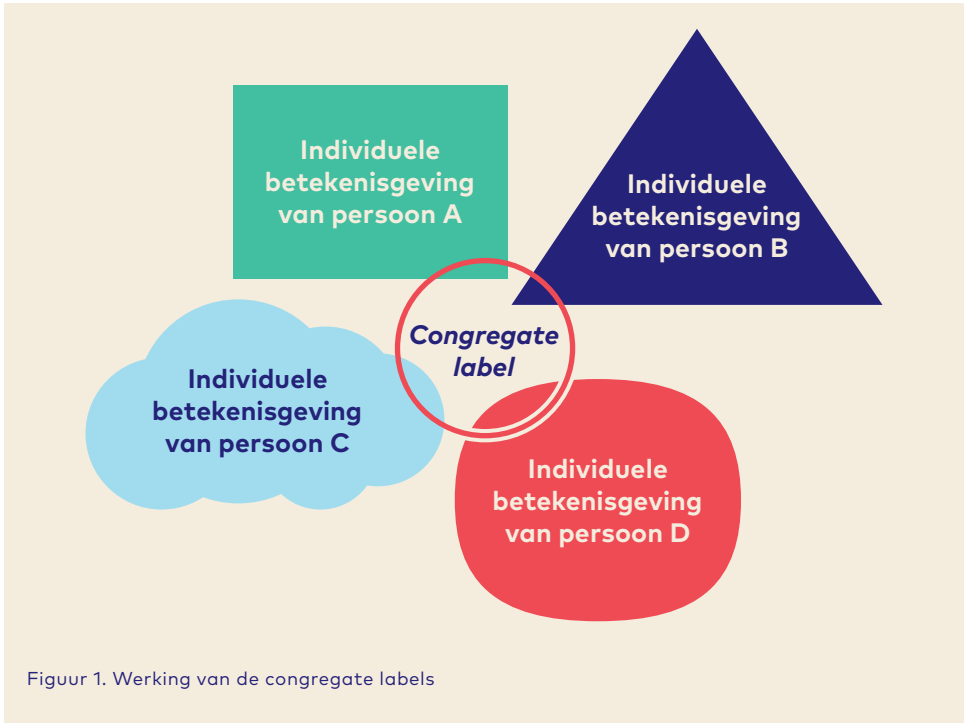 Individuele
betekenisgeving
van persoon A
Individuele
betekenisgeving
van persoon B
Congregate
label
Individuele
betekenisgeving
van persoon C
Individuele
betekenisgeving
van persoon D
Figuur 1. Werking van de congregate labels